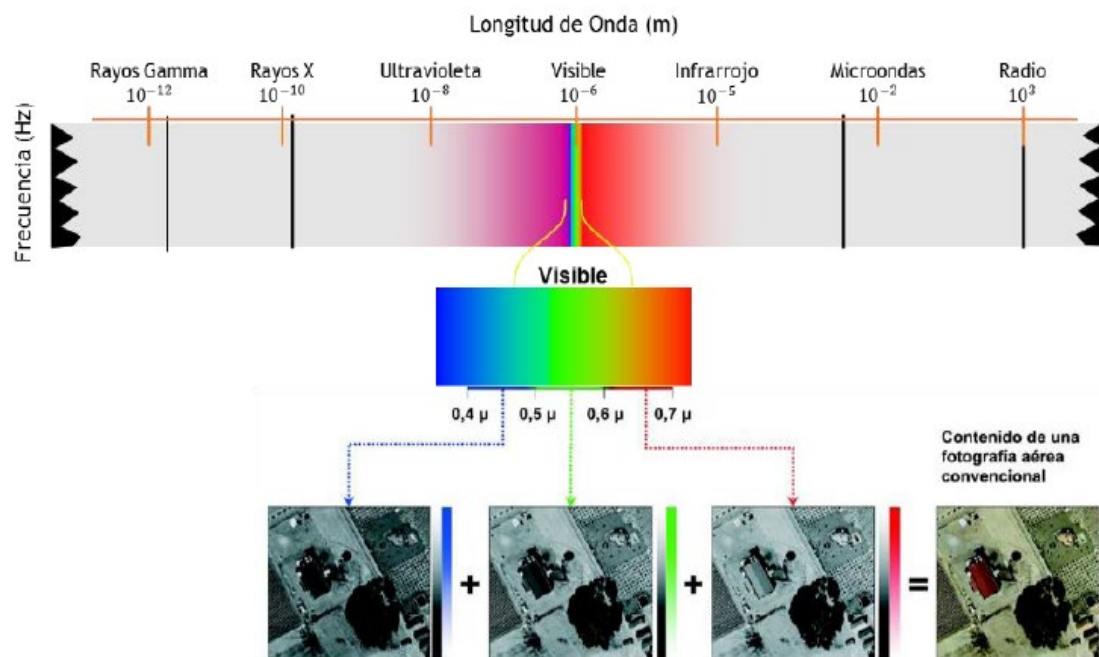 Longitud de Onda (m)
Rayos Gamma Rayos X Ultravioleta Visible Infrarrojo Microondas Radio
10⁻¹² 10⁻¹⁰ 10⁻⁸ 10⁻⁶ 10⁻⁵ 10⁻² 10³
Frecuencia (Hz)
Visible
0,4 µ 0,5 µ 0,6 µ 0,7 µ
Contenido de una
fotografía aérea
convencional
+ + =